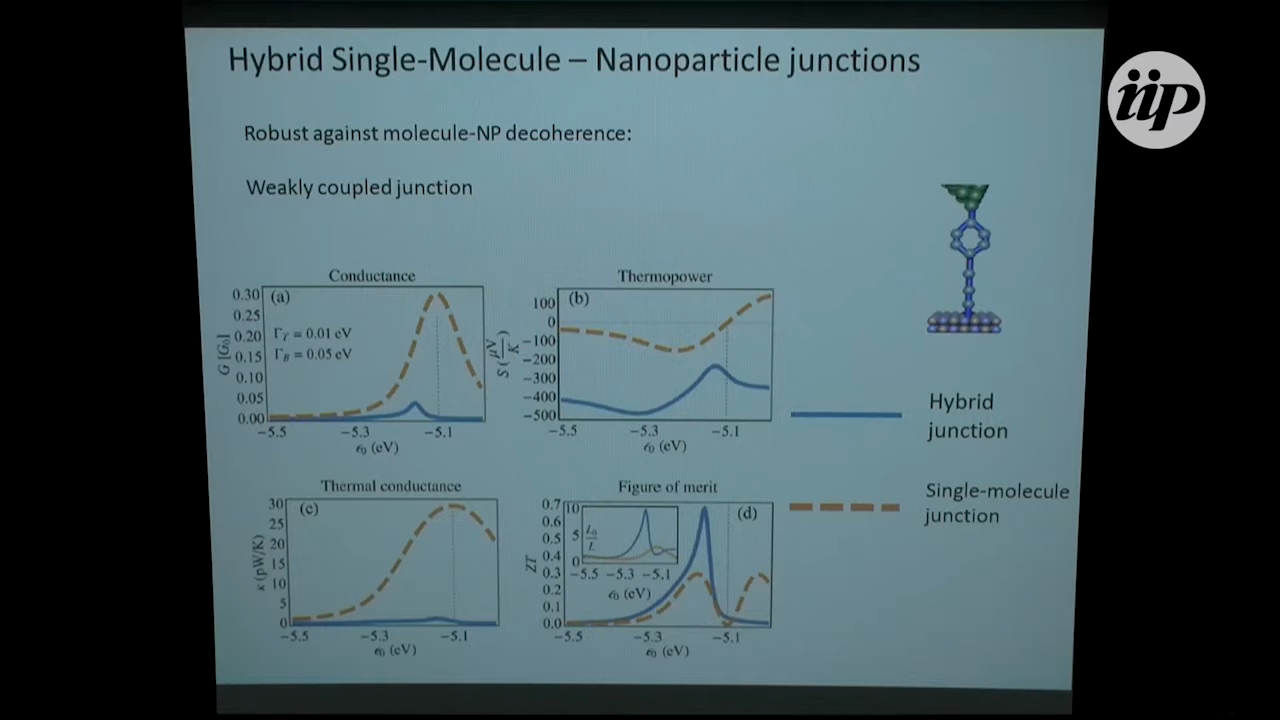 Hybrid Single-Molecule – Nanoparticle junctions
iip
Robust against molecule-NP decoherence:
Weakly coupled junction
Conductance
(a)
0.30
0.25
0.20
0.15
0.10
0.05
0.00
G [G₀]
Γ_T = 0.01 eV
Γ_B = 0.05 eV
−5.5 −5.3 −5.1
ϵ₀ (eV)
Thermopower
(b)
100
0
−100
−200
−300
−400
−500
S (μV/K)
−5.5 −5.3 −5.1
ϵ₀ (eV)
Hybrid
junction
Thermal conductance
(c)
30
25
20
15
10
5
0
κ (pW/K)
−5.5 −5.3 −5.1
ϵ₀ (eV)
Figure of merit
(d)
0.7
0.6
0.5
0.4
0.3
0.2
0.1
0.0
ZT
10
5
0
L₀/L
−5.5 −5.3 −5.1
ϵ₀ (eV)
−5.5 −5.3 −5.1
ϵ₀ (eV)
Single-molecule
junction